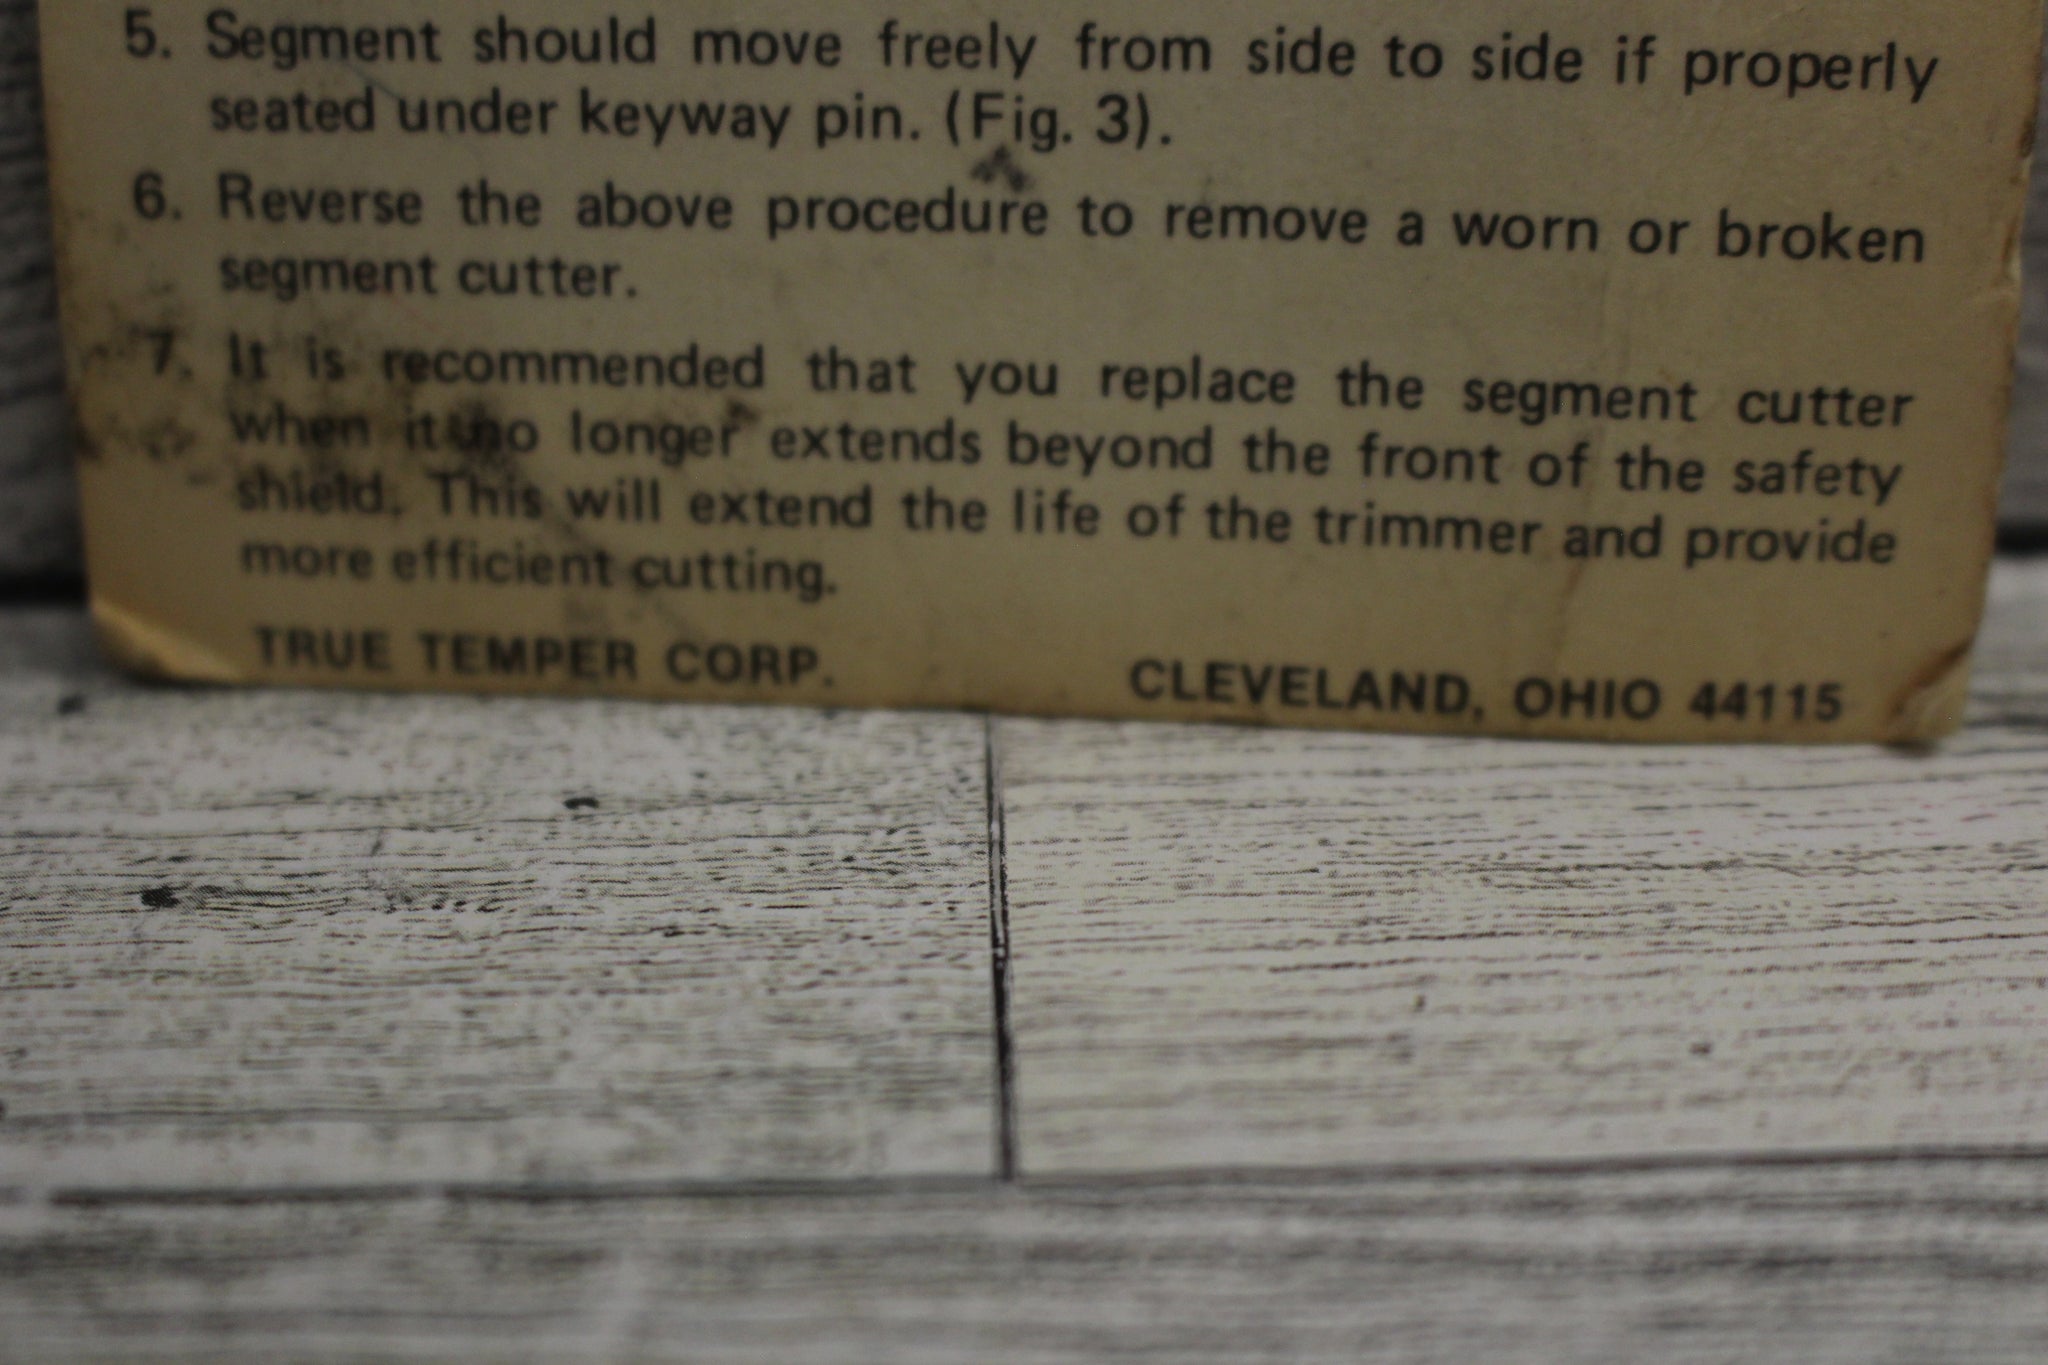 5. Segment should move freely from side to side if properly
seated under keyway pin. (Fig. 3).
6. Reverse the above procedure to remove a worn or broken
segment cutter.
7. It is recommended that you replace the segment cutter
when it no longer extends beyond the front of the safety
shield. This will extend the life of the trimmer and provide
more efficient cutting.
TRUE TEMPER CORP. CLEVELAND, OHIO 44115